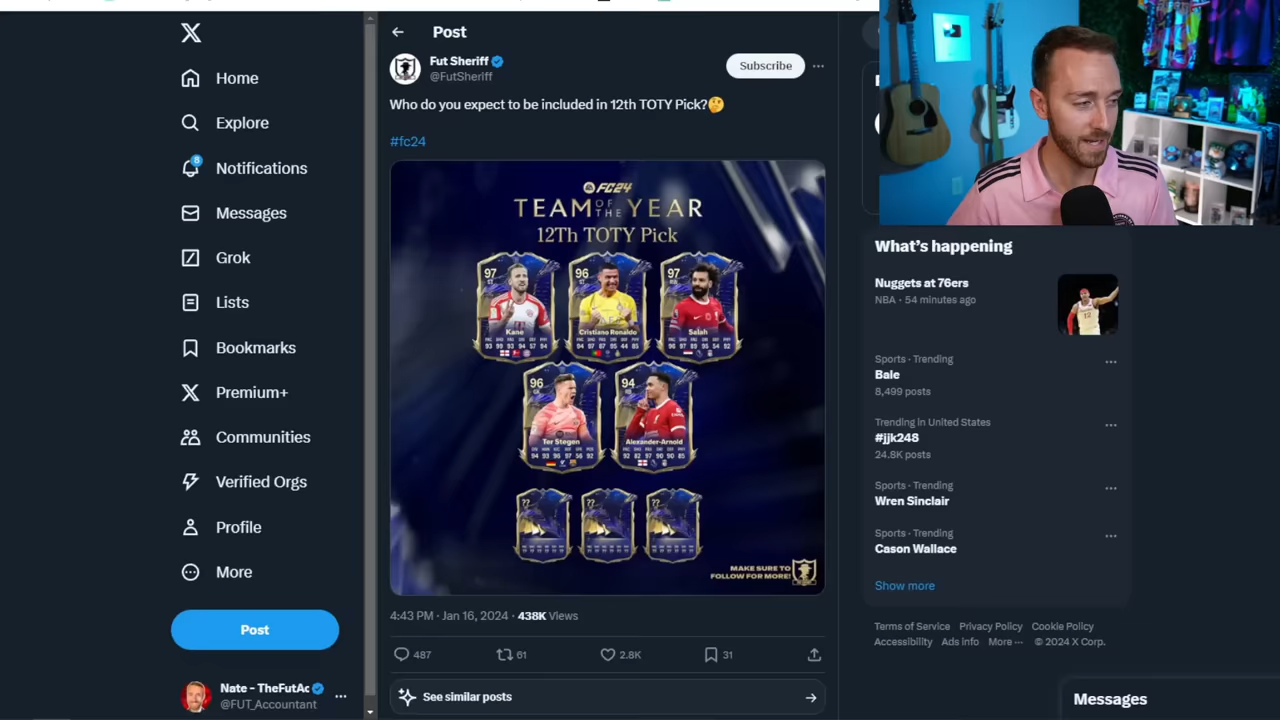 Home
Explore
8
Notifications
Messages
Grok
Lists
Bookmarks
Premium+
Communities
Verified Orgs
Profile
More
Post
Nate - TheFutAc
@FUT_Accountant
Post
Fut Sheriff
@FutSheriff
Subscribe
Who do you expect to be included in 12th TOTY Pick?🤔
#fc24
FC24
TEAM OF THE YEAR
12Th TOTY Pick
97
Kane
96
Cristiano Ronaldo
97
Salah
96
Ter Stegen
94
Alexander-Arnold
?? ?? ??
MAKE SURE TO
FOLLOW FOR MORE!
4:43 PM · Jan 16, 2024 · 438K Views
487 61 2.8K 31
See similar posts
What's happening
Nuggets at 76ers
NBA · 54 minutes ago
Sports · Trending
Bale
8,499 posts
Trending in United States
#jjk248
24.8K posts
Sports · Trending
Wren Sinclair
Sports · Trending
Cason Wallace
Show more
Terms of Service Privacy Policy Cookie Policy
Accessibility Ads info More ··· © 2024 X Corp.
Messages